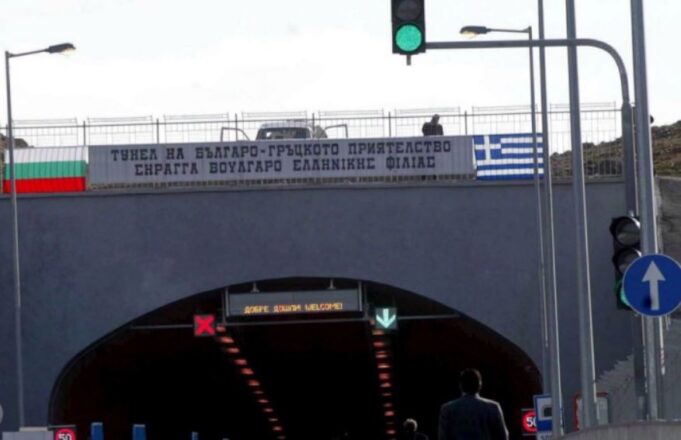 ТУНЕЛ НА БЪЛГАРО-ГРЪЦКОТО ПРИЯТЕЛСТВО
ΣΗΡΑΓΓΑ ΒΟΥΛΓΑΡΟ ΕΛΛΗΝΙΚΗΣ ΦΙΛΙΑΣ
ДОБРЕ ДОШЛИ! WELCOME!
50
50